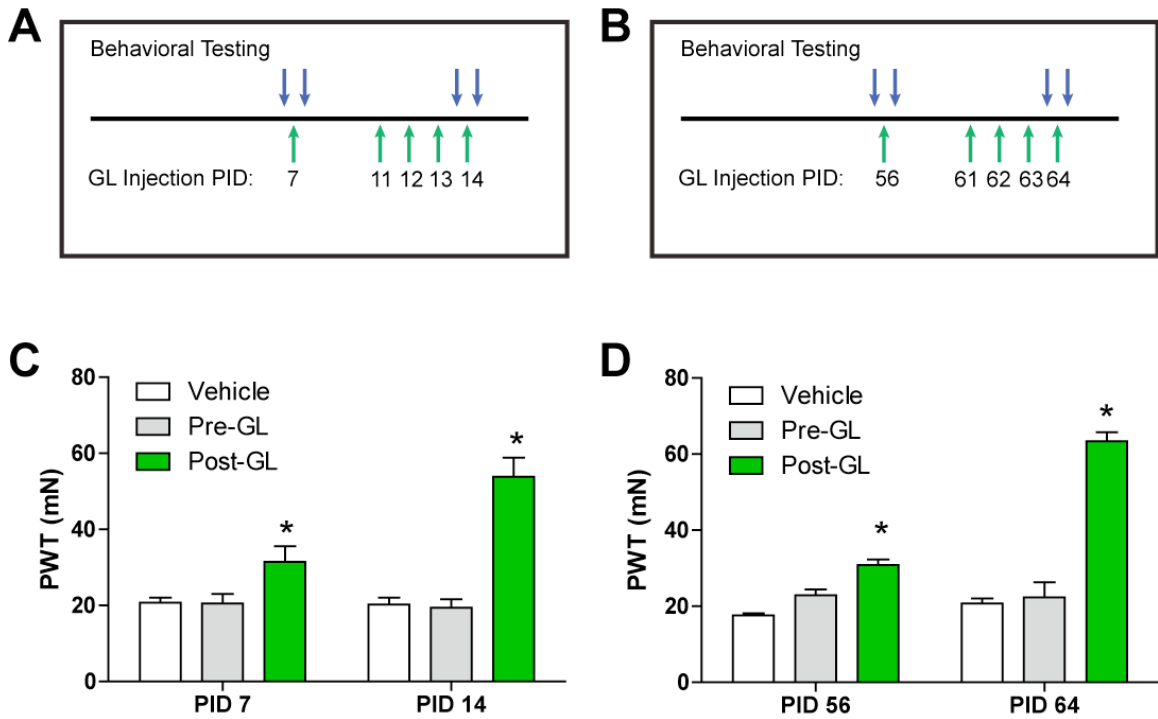 A
Behavioral Testing
GL Injection PID: 7 11 12 13 14
B
Behavioral Testing
GL Injection PID: 56 61 62 63 64
C
80
60
40
20
0
PWT (mN)
Vehicle
Pre-GL
Post-GL
*
*
PID 7 PID 14
D
80
60
40
20
0
PWT (mN)
Vehicle
Pre-GL
Post-GL
*
*
PID 56 PID 64